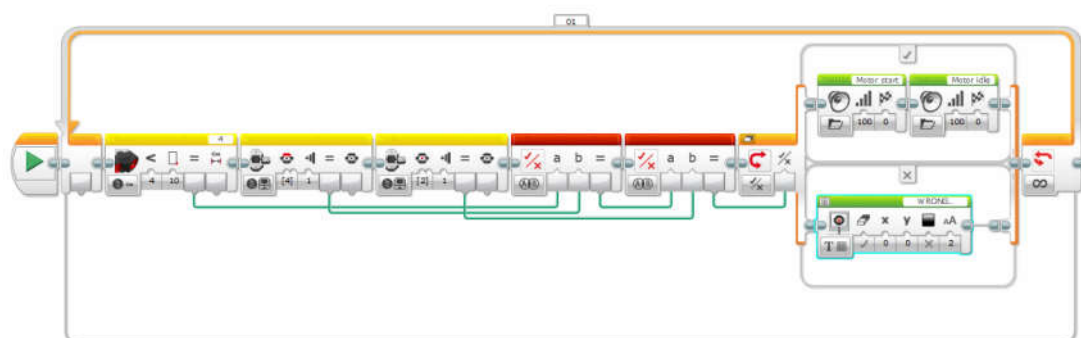 01
Motor start
Motor idle
100 0
100 0
4
< =
4 10
=
[4] 1
=
[2] 1
a b =
a b =
WRONG..
x y AA
T 0 0 2